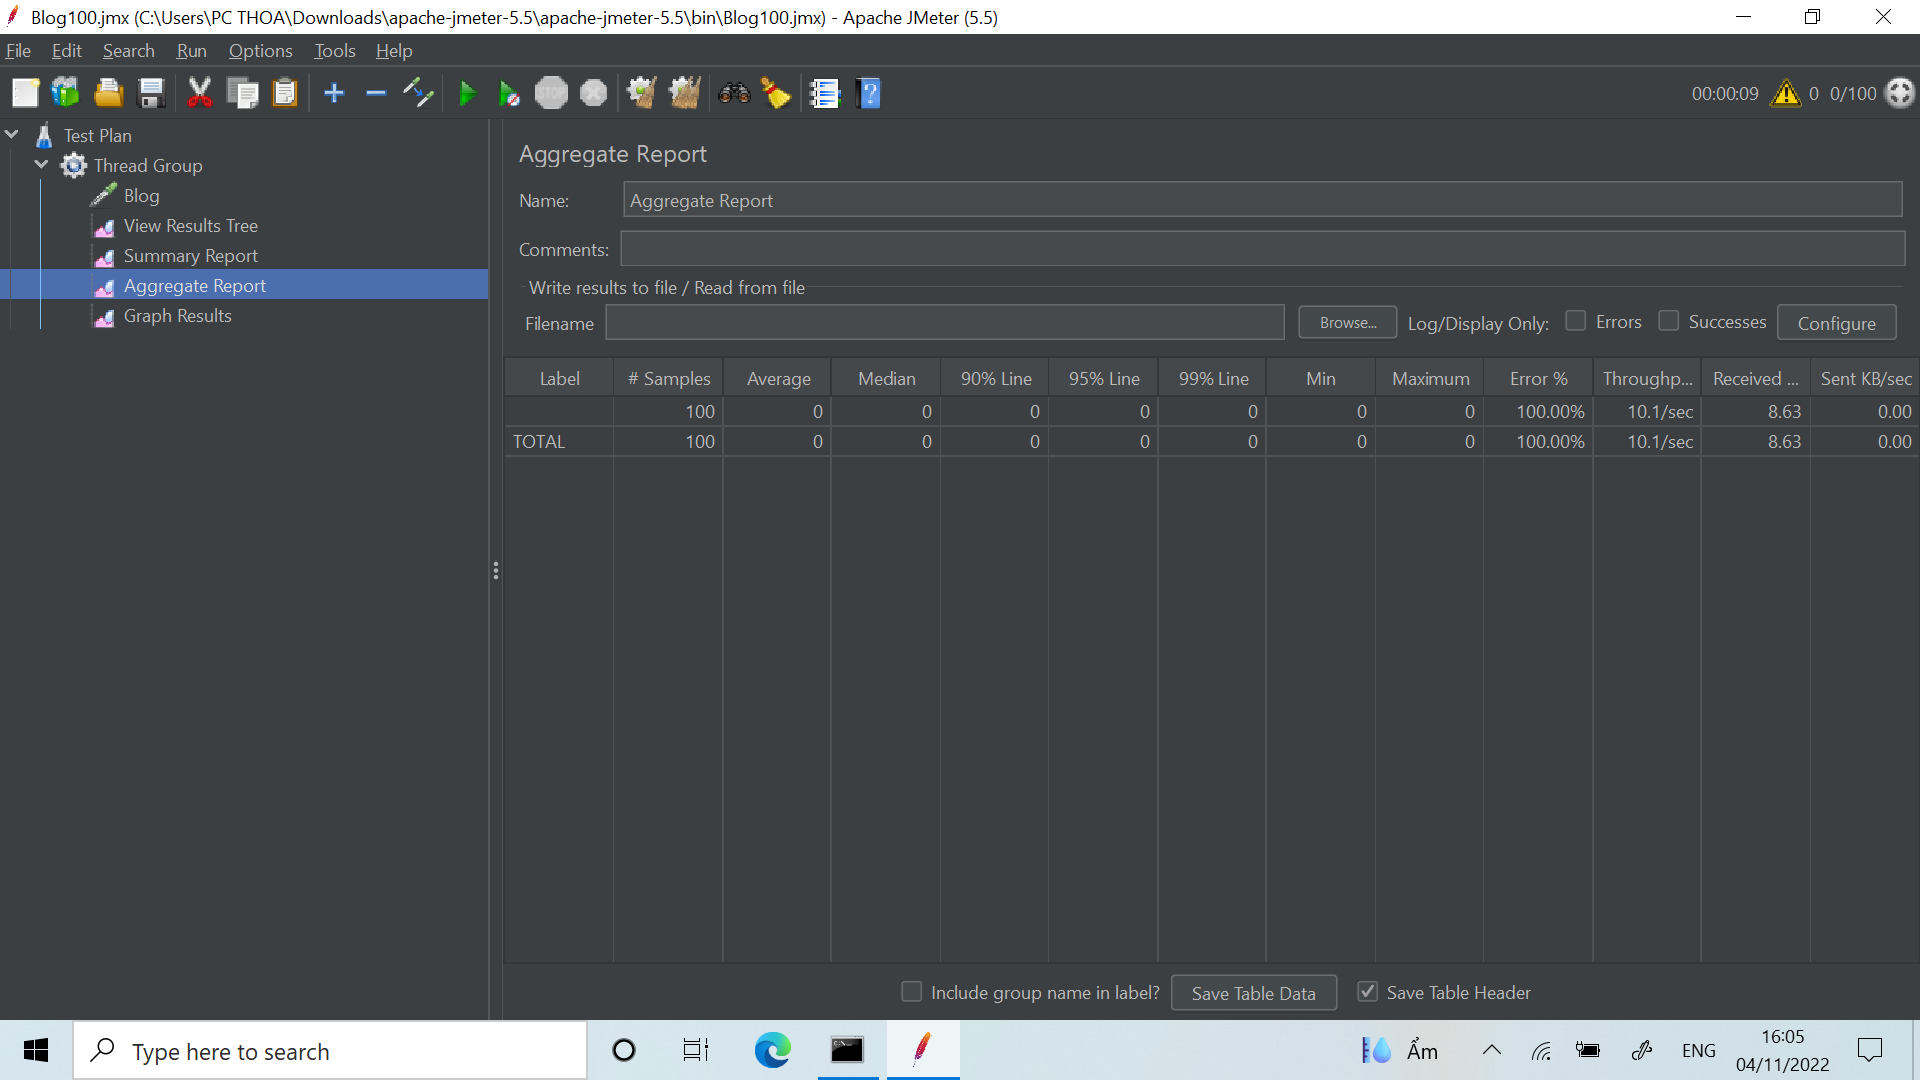 Blog100.jmx (C:\Users\PC THOA\Downloads\apache-jmeter-5.5\apache-jmeter-5.5\bin\Blog100.jmx) - Apache JMeter (5.5)
File Edit Search Run Options Tools Help
STOP ? 00:00:09 0 0/100
Test Plan
Thread Group
Blog
View Results Tree
Summary Report
Aggregate Report
Graph Results
Aggregate Report
Name: Aggregate Report
Comments:
Write results to file / Read from file
Filename Browse... Log/Display Only: Errors Successes Configure
Label # Samples Average Median 90% Line 95% Line 99% Line Min Maximum Error % Throughp... Received ... Sent KB/sec
100 0 0 0 0 0 0 0 100.00% 10.1/sec 8.63 0.00
TOTAL 100 0 0 0 0 0 0 0 100.00% 10.1/sec 8.63 0.00
Include group name in label? Save Table Data Save Table Header
Type here to search
Ẩm
ENG
16:05
04/11/2022